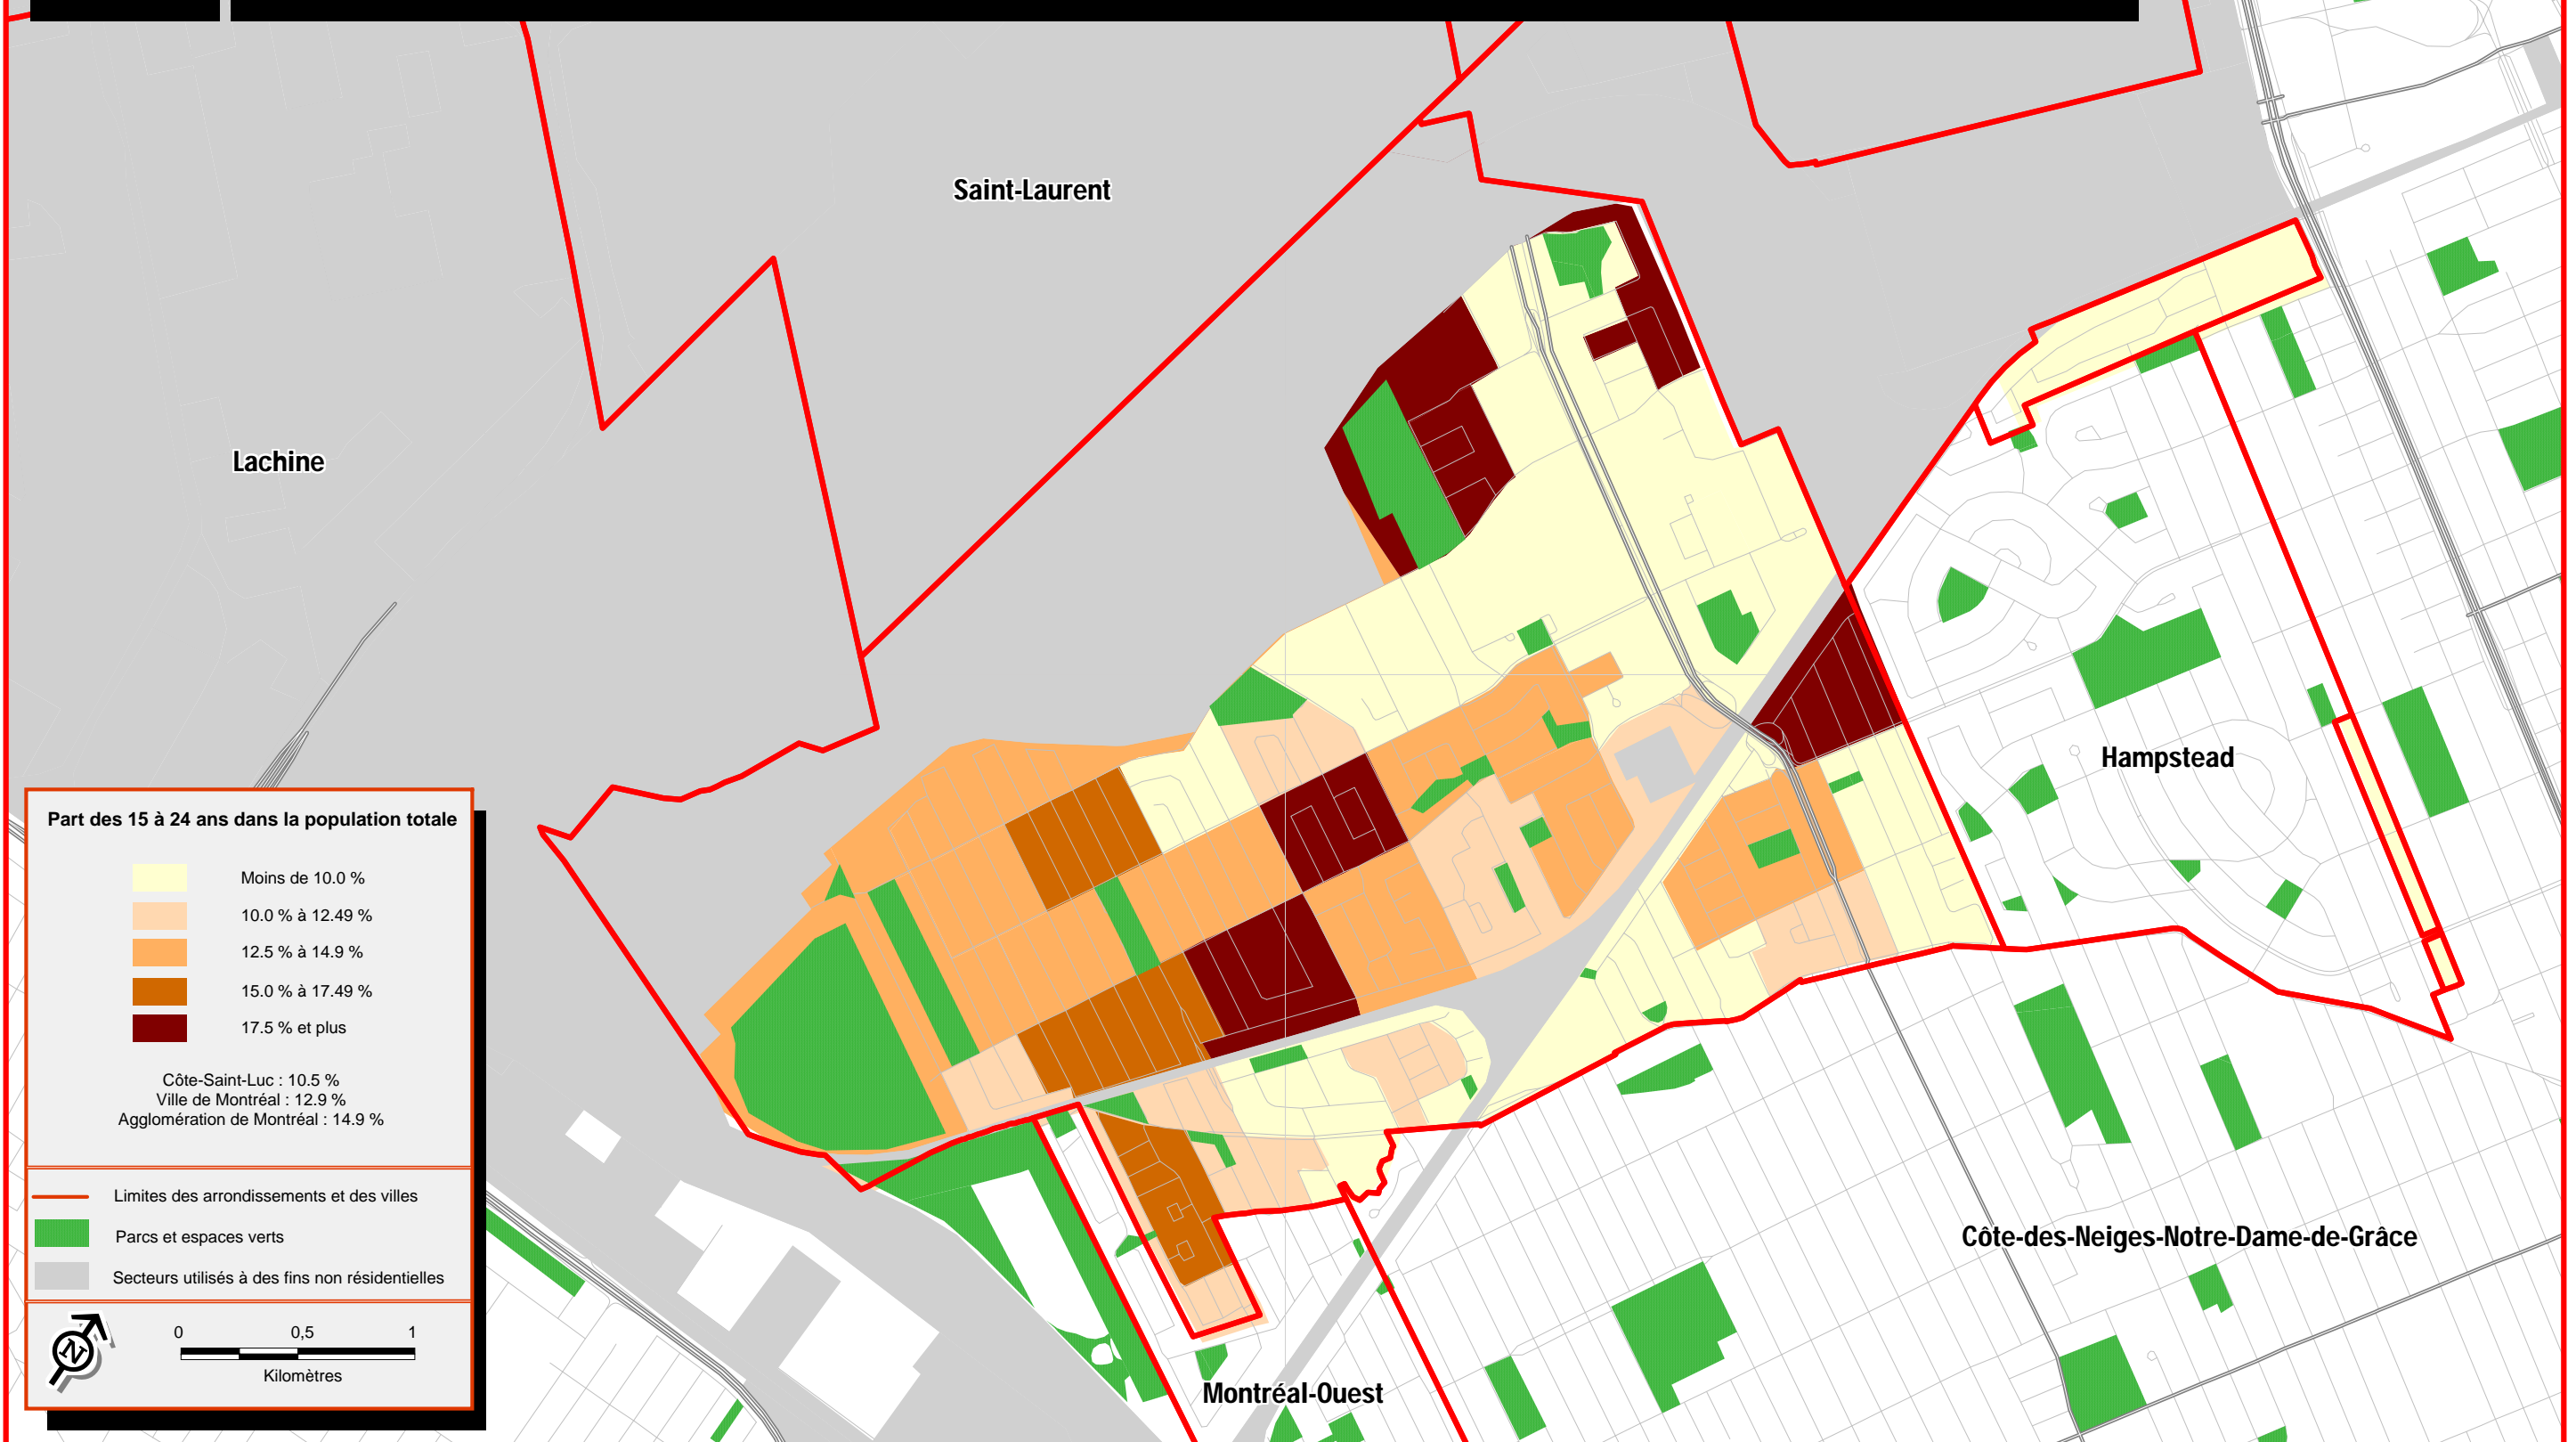 Saint-Laurent
Lachine
Hampstead
Côte-des-Neiges-Notre-Dame-de-Grâce
Montréal-Ouest
Part des 15 à 24 ans dans la population totale
Moins de 10.0 %
10.0 % à 12.49 %
12.5 % à 14.9 %
15.0 % à 17.49 %
17.5 % et plus
Côte-Saint-Luc : 10.5 %
Ville de Montréal : 12.9 %
Agglomération de Montréal : 14.9 %
Limites des arrondissements et des villes
Parcs et espaces verts
Secteurs utilisés à des fins non résidentielles
N
0 0,5 1
Kilomètres